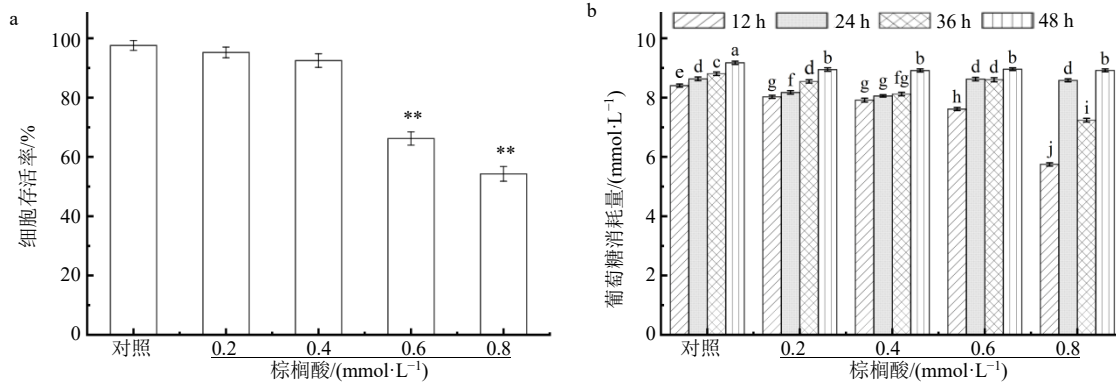 a
细胞存活率/%
100
80
60
40
20
0
**
**
对照
0.2
0.4
0.6
0.8
棕榈酸/(mmol·L⁻¹)
b
12 h
24 h
36 h
48 h
葡萄糖消耗量/(mmol·L⁻¹)
10
8
6
4
2
0
e d c a
g f d b
g g fg b
h d d b
j d i b
对照
0.2
0.4
0.6
0.8
棕榈酸/(mmol·L⁻¹)